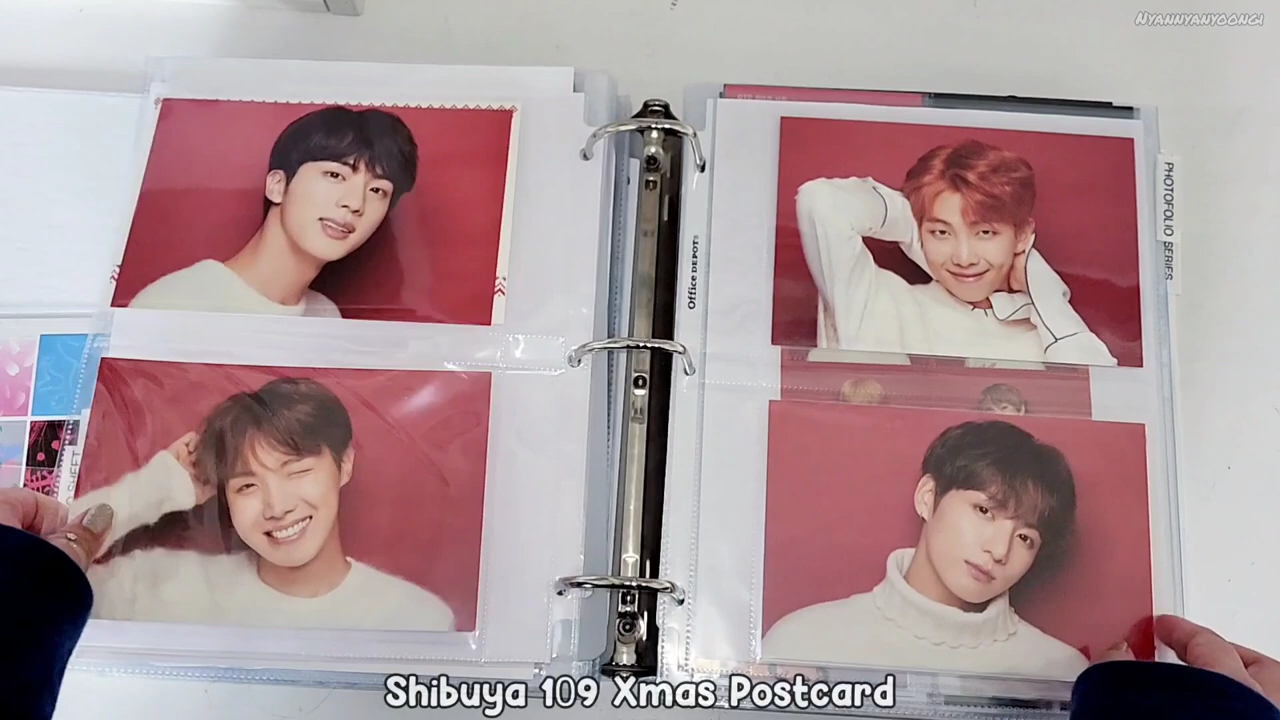 Nyannyanyoongi
Office DEPOT
PHOTOFOLIO SERIES
Shibuya 109 Xmas Postcard